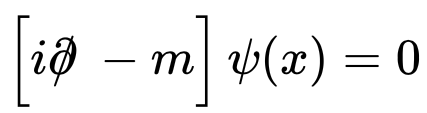 [i∂̸ − m] ψ(x) = 0